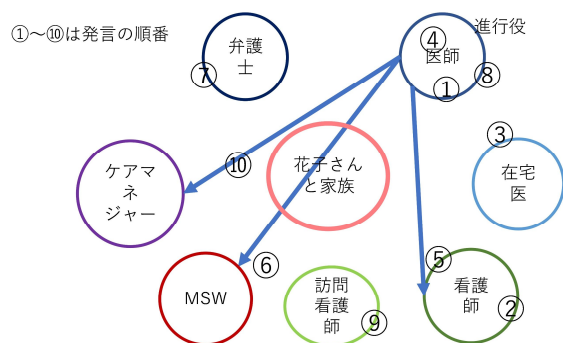 ①～⑩は発言の順番
弁護
士
⑦
進行役
④
医師
①
⑧
③
在宅
医
ケアマ
ネ
ジャー
⑩
花子さん
と家族
⑥
MSW
訪問
看護
師
⑨
⑤
看護
師
②